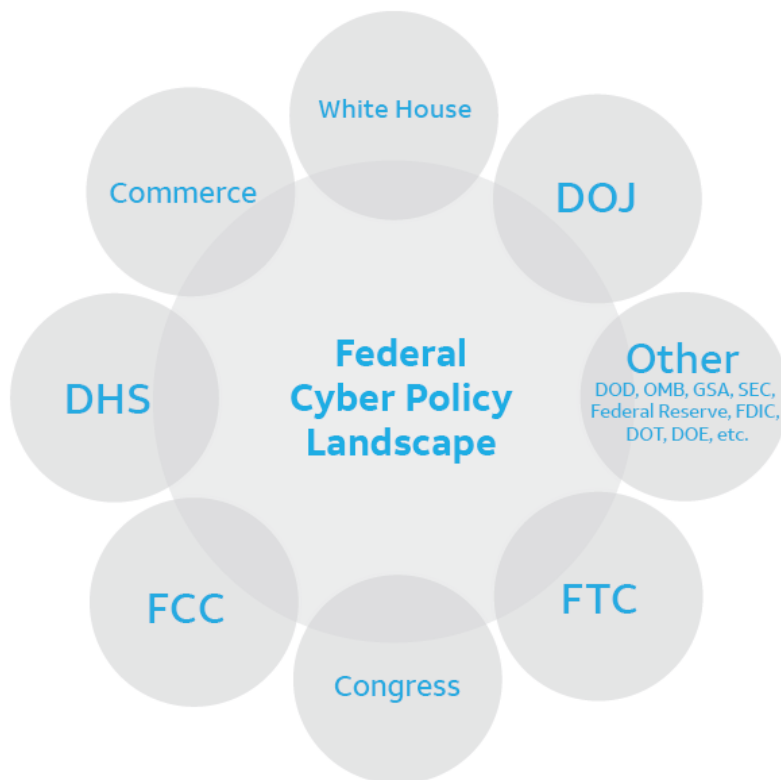 White House
Commerce
DOJ
Federal
Cyber Policy
Landscape
Other
DOD, OMB, GSA, SEC,
Federal Reserve, FDIC,
DOT, DOE, etc.
DHS
FCC
FTC
Congress